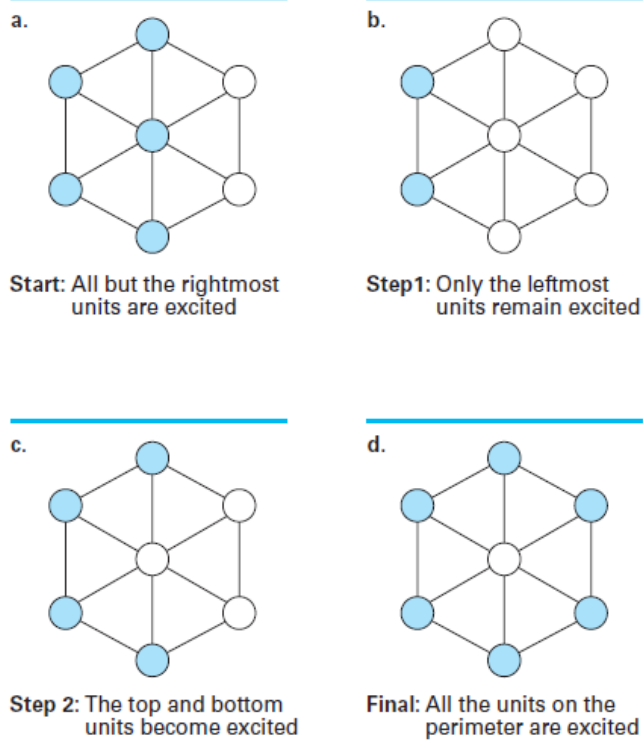 a.
Start: All but the rightmost
units are excited
b.
Step1: Only the leftmost
units remain excited
c.
Step 2: The top and bottom
units become excited
d.
Final: All the units on the
perimeter are excited